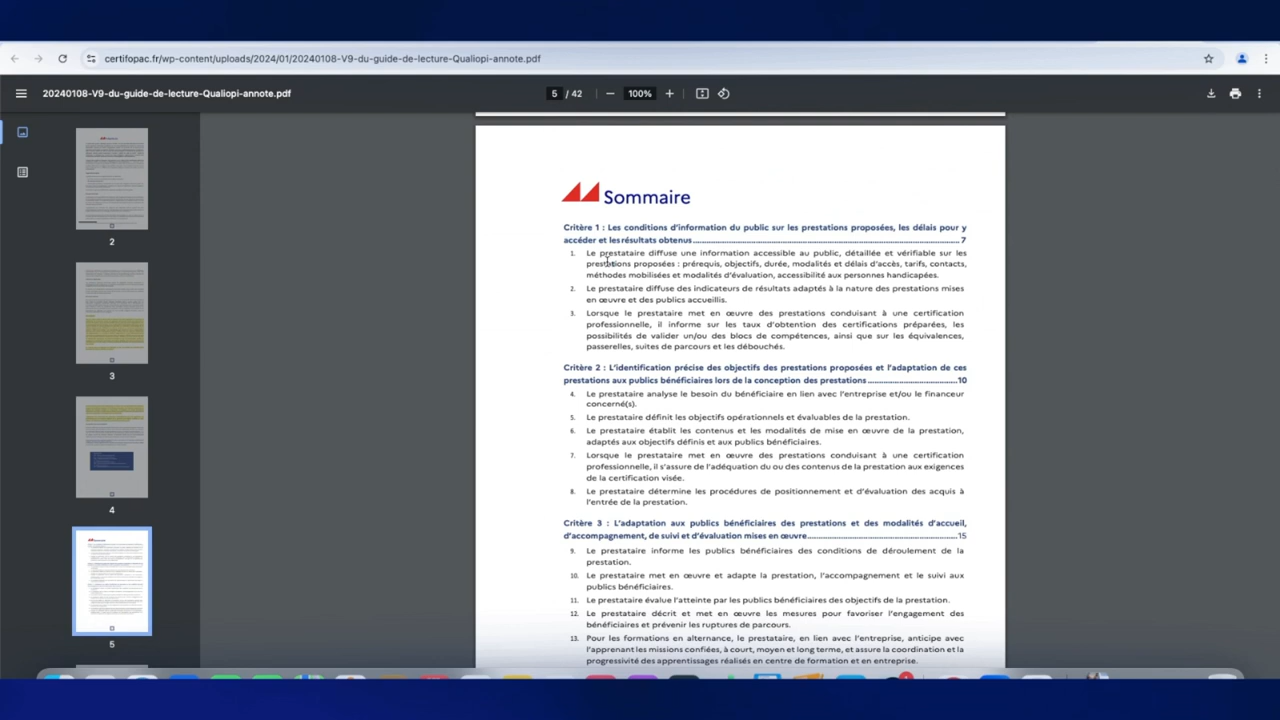 certifopac.fr/wp-content/uploads/2024/01/20240108-V9-du-guide-de-lecture-Qualiopi-annote.pdf
20240108-V9-du-guide-de-lecture-Qualiopi-annote.pdf
5 / 42
100%
2
3
4
5
Sommaire
Critère 1 : Les conditions d'information du public sur les prestations proposées, les délais pour y
accéder et les résultats obtenus 7
1. Le prestataire diffuse une information accessible au public, détaillée et vérifiable sur les
prestations proposées : prérequis, objectifs, durée, modalités et délais d'accès, tarifs, contacts,
méthodes mobilisées et modalités d'évaluation, accessibilité aux personnes handicapées.
2. Le prestataire diffuse des indicateurs de résultats adaptés à la nature des prestations mises
en œuvre et des publics accueillis.
3. Lorsque le prestataire met en œuvre des prestations conduisant à une certification
professionnelle, il informe sur les taux d'obtention des certifications préparées, les
possibilités de valider un/ou des blocs de compétences, ainsi que sur les équivalences,
passerelles, suites de parcours et les débouchés.
Critère 2 : L'identification précise des objectifs des prestations proposées et l'adaptation de ces
prestations aux publics bénéficiaires lors de la conception des prestations 10
4. Le prestataire analyse le besoin du bénéficiaire en lien avec l'entreprise et/ou le financeur
concerné(s).
5. Le prestataire définit les objectifs opérationnels et évaluables de la prestation.
6. Le prestataire établit les contenus et les modalités de mise en œuvre de la prestation,
adaptés aux objectifs définis et aux publics bénéficiaires.
7. Lorsque le prestataire met en œuvre des prestations conduisant à une certification
professionnelle, il s'assure de l'adéquation du ou des contenus de la prestation aux exigences
de la certification visée.
8. Le prestataire détermine les procédures de positionnement et d'évaluation des acquis à
l'entrée de la prestation.
Critère 3 : L'adaptation aux publics bénéficiaires des prestations et des modalités d'accueil,
d'accompagnement, de suivi et d'évaluation mises en œuvre 15
9. Le prestataire informe les publics bénéficiaires des conditions de déroulement de la
prestation.
10. Le prestataire met en œuvre et adapte la prestation, l'accompagnement et le suivi aux
publics bénéficiaires.
11. Le prestataire évalue l'atteinte par les publics bénéficiaires des objectifs de la prestation.
12. Le prestataire décrit et met en œuvre les mesures pour favoriser l'engagement des
bénéficiaires et prévenir les ruptures de parcours.
13. Pour les formations en alternance, le prestataire, en lien avec l'entreprise, anticipe avec
l'apprenant les missions confiées, à court, moyen et long terme, et assure la coordination et la
progressivité des apprentissages réalisés en centre de formation et en entreprise.